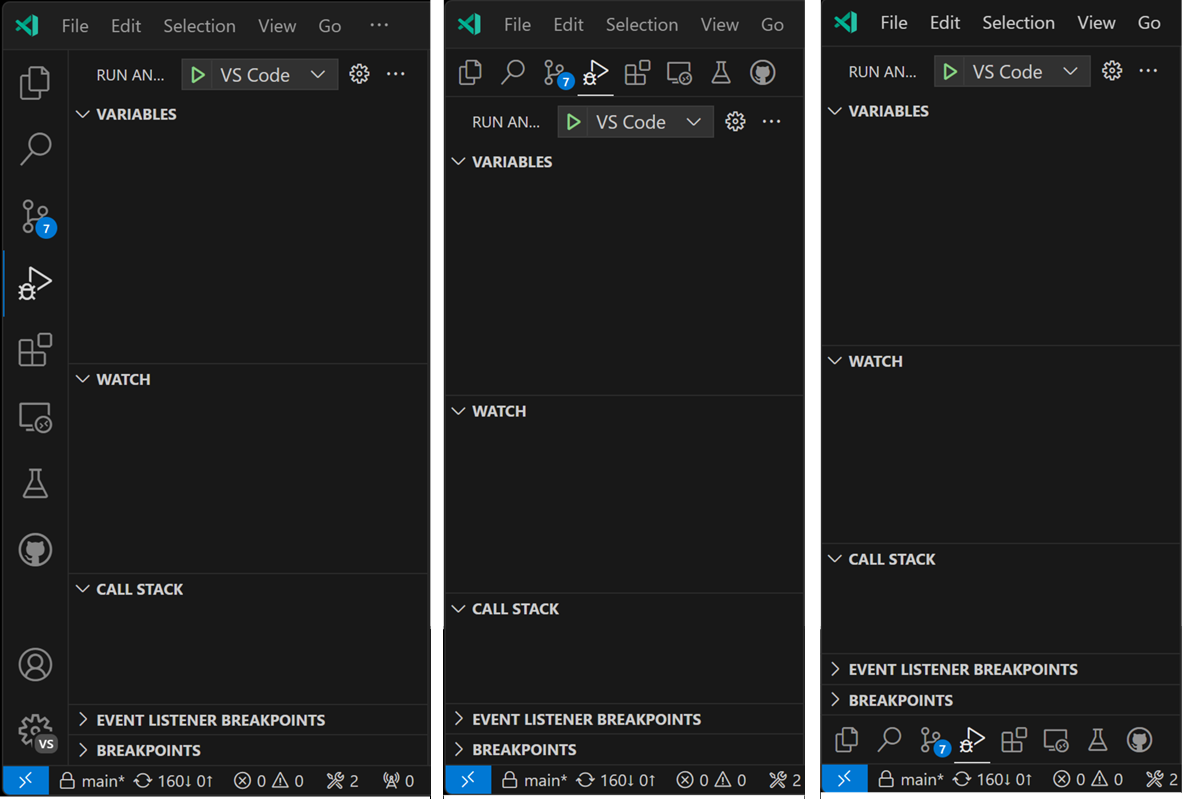 File Edit Selection View Go ···
RUN AN... VS Code ···
VARIABLES
7
WATCH
CALL STACK
EVENT LISTENER BREAKPOINTS
VS
BREAKPOINTS
main* 160↓ 0↑ 0 0 2 0
File Edit Selection View Go
7
RUN AN... VS Code ···
VARIABLES
WATCH
CALL STACK
EVENT LISTENER BREAKPOINTS
BREAKPOINTS
main* 160↓ 0↑ 0 0 2
File Edit Selection View Go
RUN AN... VS Code ···
VARIABLES
WATCH
CALL STACK
EVENT LISTENER BREAKPOINTS
BREAKPOINTS
7
main* 160↓ 0↑ 0 0 2